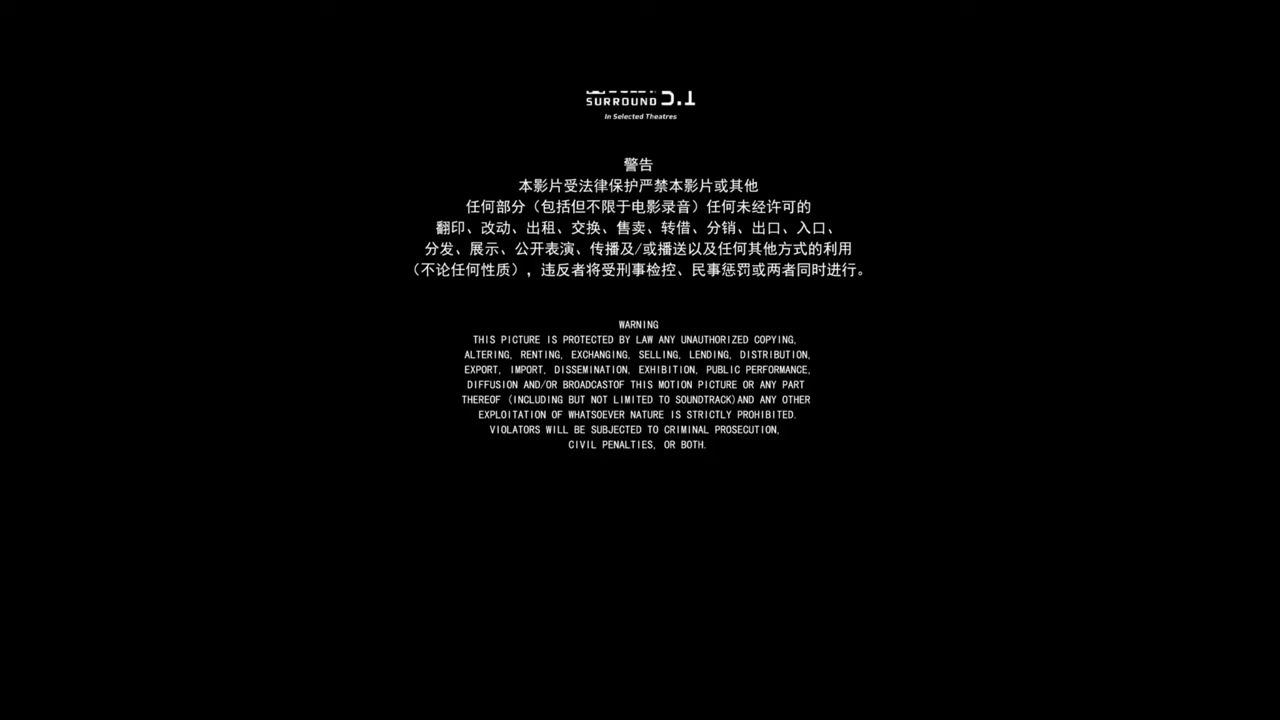 SURROUND 5.1
In Selected Theatres
警告
本影片受法律保护严禁本影片或其他
任何部分（包括但不限于电影录音）任何未经许可的
翻印、改动、出租、交换、售卖、转借、分销、出口、入口、
分发、展示、公开表演、传播及/或播送以及任何其他方式的利用
（不论任何性质），违反者将受刑事检控、民事惩罚或两者同时进行。
WARNING
THIS PICTURE IS PROTECTED BY LAW ANY UNAUTHORIZED COPYING,
ALTERING, RENTING, EXCHANGING, SELLING, LENDING, DISTRIBUTION,
EXPORT, IMPORT, DISSEMINATION, EXHIBITION, PUBLIC PERFORMANCE,
DIFFUSION AND/OR BROADCASTOF THIS MOTION PICTURE OR ANY PART
THEREOF (INCLUDING BUT NOT LIMITED TO SOUNDTRACK)AND ANY OTHER
EXPLOITATION OF WHATSOEVER NATURE IS STRICTLY PROHIBITED.
VIOLATORS WILL BE SUBJECTED TO CRIMINAL PROSECUTION,
CIVIL PENALTIES, OR BOTH.